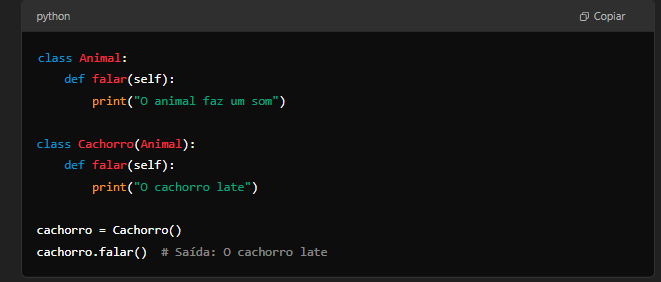 python
Copiar
class Animal:
    def falar(self):
        print("O animal faz um som")
class Cachorro(Animal):
    def falar(self):
        print("O cachorro late")
cachorro = Cachorro()
cachorro.falar()  # Saída: O cachorro late